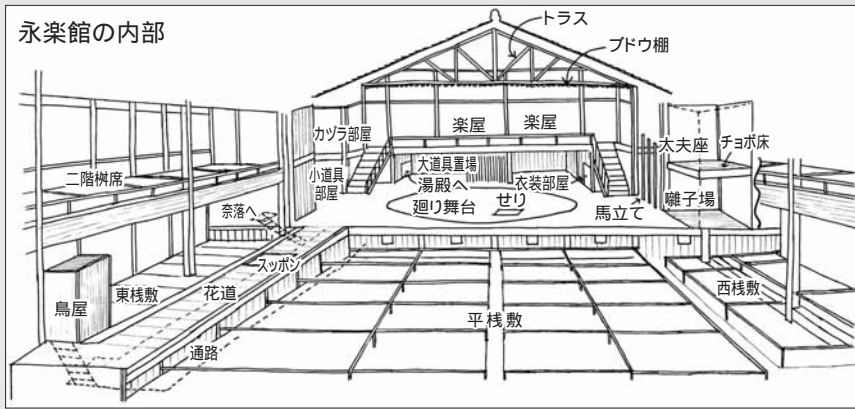 永楽館の内部
トラス
ブドウ棚
カヅラ部屋
楽屋
楽屋
太夫座
チョボ床
小道具
部屋
大道具置場
湯殿へ
衣装部屋
二階桝席
廻り舞台
せり
馬立て
囃子場
奈落へ
スッポン
鳥屋
東桟敷
花道
平桟敷
西桟敷
通路